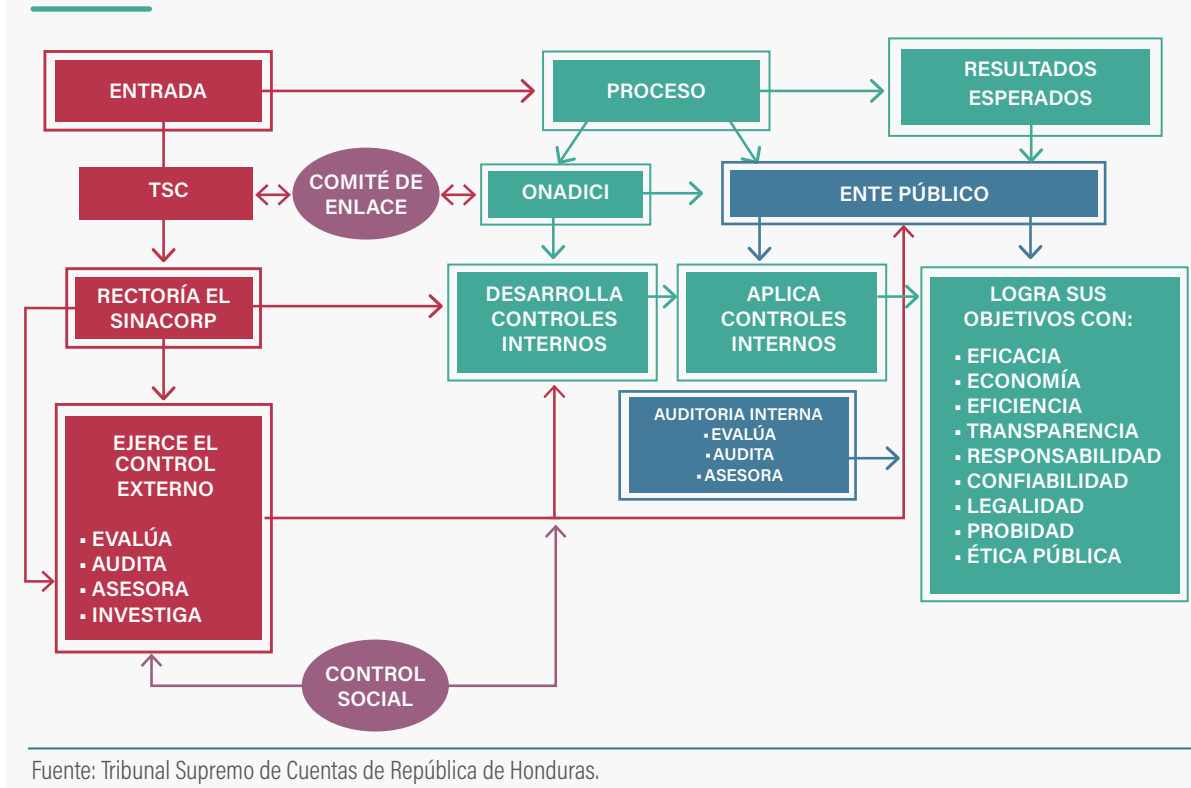 ENTRADA
PROCESO
RESULTADOS
ESPERADOS
TSC
COMITÉ DE
ENLACE
ONADICI
ENTE PÚBLICO
RECTORÍA EL
SINACORP
DESARROLLA
CONTROLES
INTERNOS
APLICA
CONTROLES
INTERNOS
LOGRA SUS
OBJETIVOS CON:
▪ EFICACIA
▪ ECONOMÍA
▪ EFICIENCIA
▪ TRANSPARENCIA
▪ RESPONSABILIDAD
▪ CONFIABILIDAD
▪ LEGALIDAD
▪ PROBIDAD
▪ ÉTICA PÚBLICA
AUDITORIA INTERNA
▪ EVALÚA
▪ AUDITA
▪ ASESORA
EJERCE EL
CONTROL
EXTERNO
▪ EVALÚA
▪ AUDITA
▪ ASESORA
▪ INVESTIGA
CONTROL
SOCIAL
Fuente: Tribunal Supremo de Cuentas de República de Honduras.